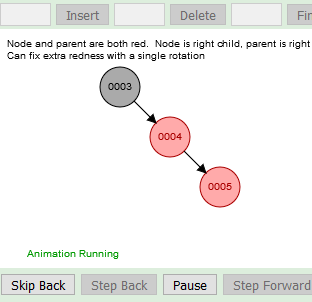 Insert Delete Fin
Node and parent are both red. Node is right child, parent is right
Can fix extra redness with a single rotation
0003
0004
0005
Animation Running
Skip Back Step Back Pause Step Forward